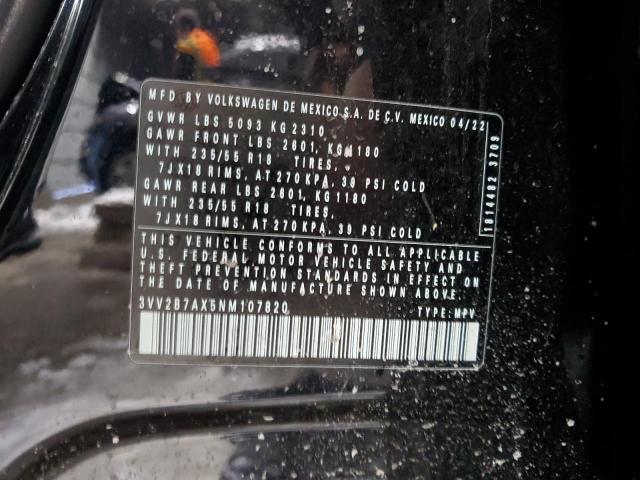 MFD BY VOLKSWAGEN DE MEXICO S.A. DE C.V. MEXICO 04/22
GVWR LBS 5093 KG 2310
GAWR FRONT LBS 2601, KG 1180
WITH 235/55 R18 TIRES,
7JX18 RIMS, AT 270 KPA, 39 PSI COLD
GAWR REAR LBS 2601, KG 1180
WITH 235/55 R18 TIRES,
7JX18 RIMS, AT 270 KPA, 39 PSI COLD
THIS VEHICLE CONFORMS TO ALL APPLICABLE
U.S. FEDERAL MOTOR VEHICLE SAFETY AND
THEFT PREVENTION STANDARDS IN EFFECT ON
THE DATE OF MANUFACTURE SHOWN ABOVE.
3VV2B7AX5NM107820 TYPE: MPV
1814482 3709